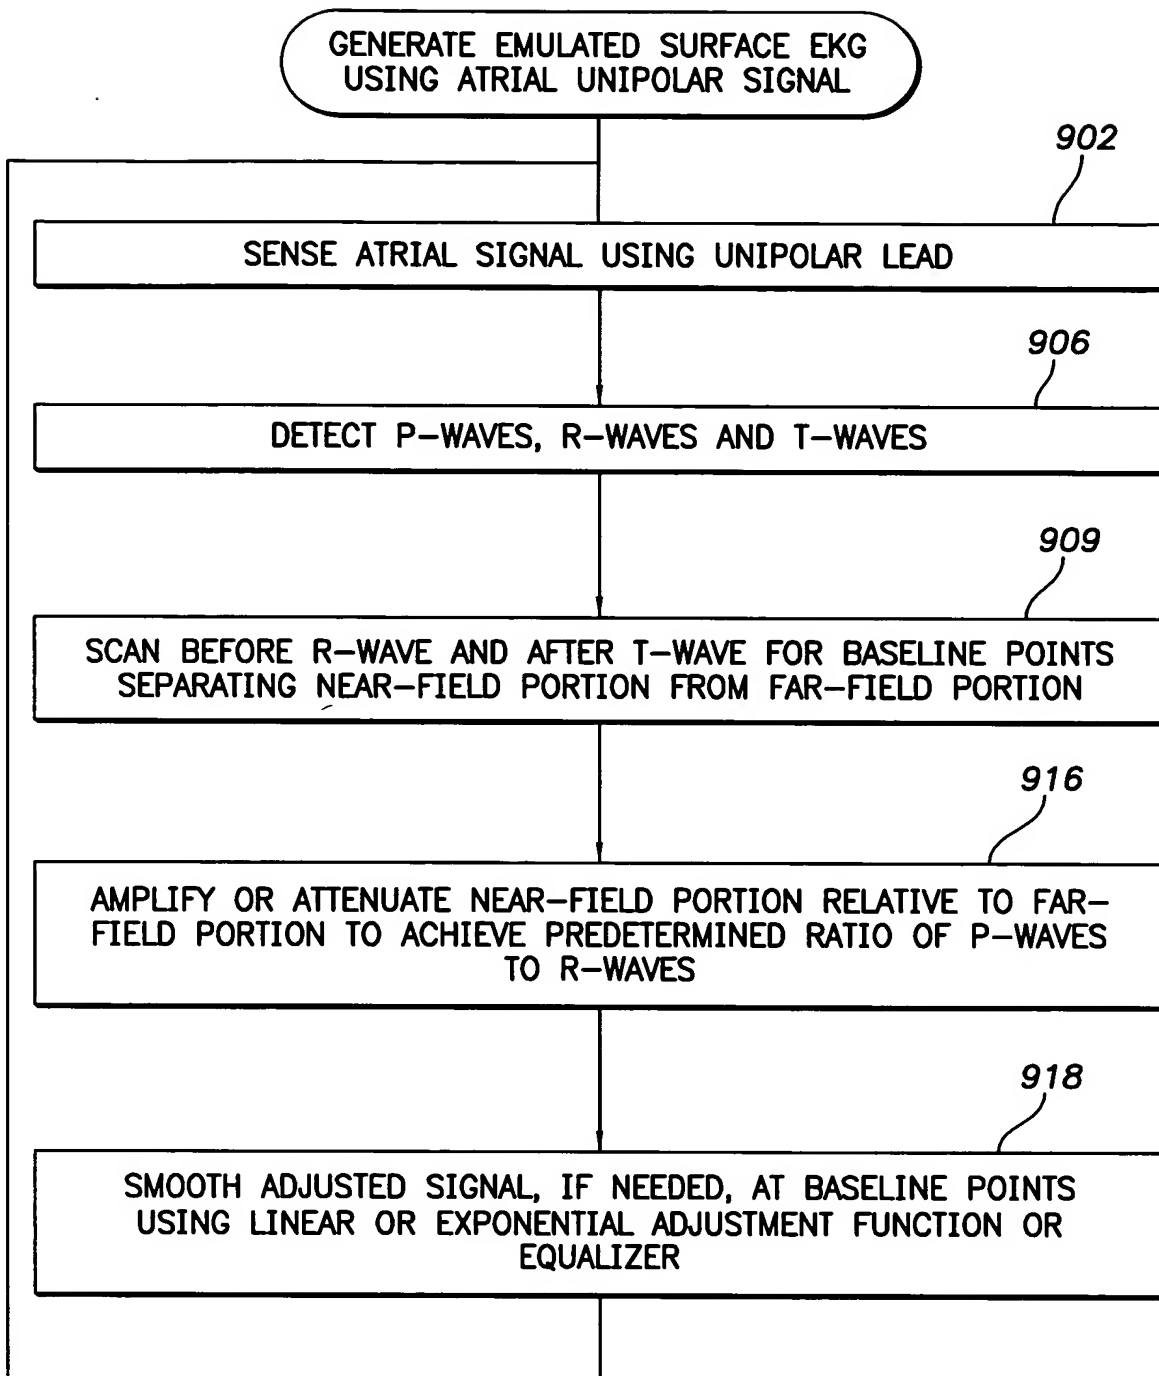 GENERATE EMULATED SURFACE EKG
USING ATRIAL UNIPOLAR SIGNAL
902
SENSE ATRIAL SIGNAL USING UNIPOLAR LEAD
906
DETECT P-WAVES, R-WAVES AND T-WAVES
909
SCAN BEFORE R-WAVE AND AFTER T-WAVE FOR BASELINE POINTS
SEPARATING NEAR-FIELD PORTION FROM FAR-FIELD PORTION
916
AMPLIFY OR ATTENUATE NEAR-FIELD PORTION RELATIVE TO FAR-
FIELD PORTION TO ACHIEVE PREDETERMINED RATIO OF P-WAVES
TO R-WAVES
918
SMOOTH ADJUSTED SIGNAL, IF NEEDED, AT BASELINE POINTS
USING LINEAR OR EXPONENTIAL ADJUSTMENT FUNCTION OR
EQUALIZER